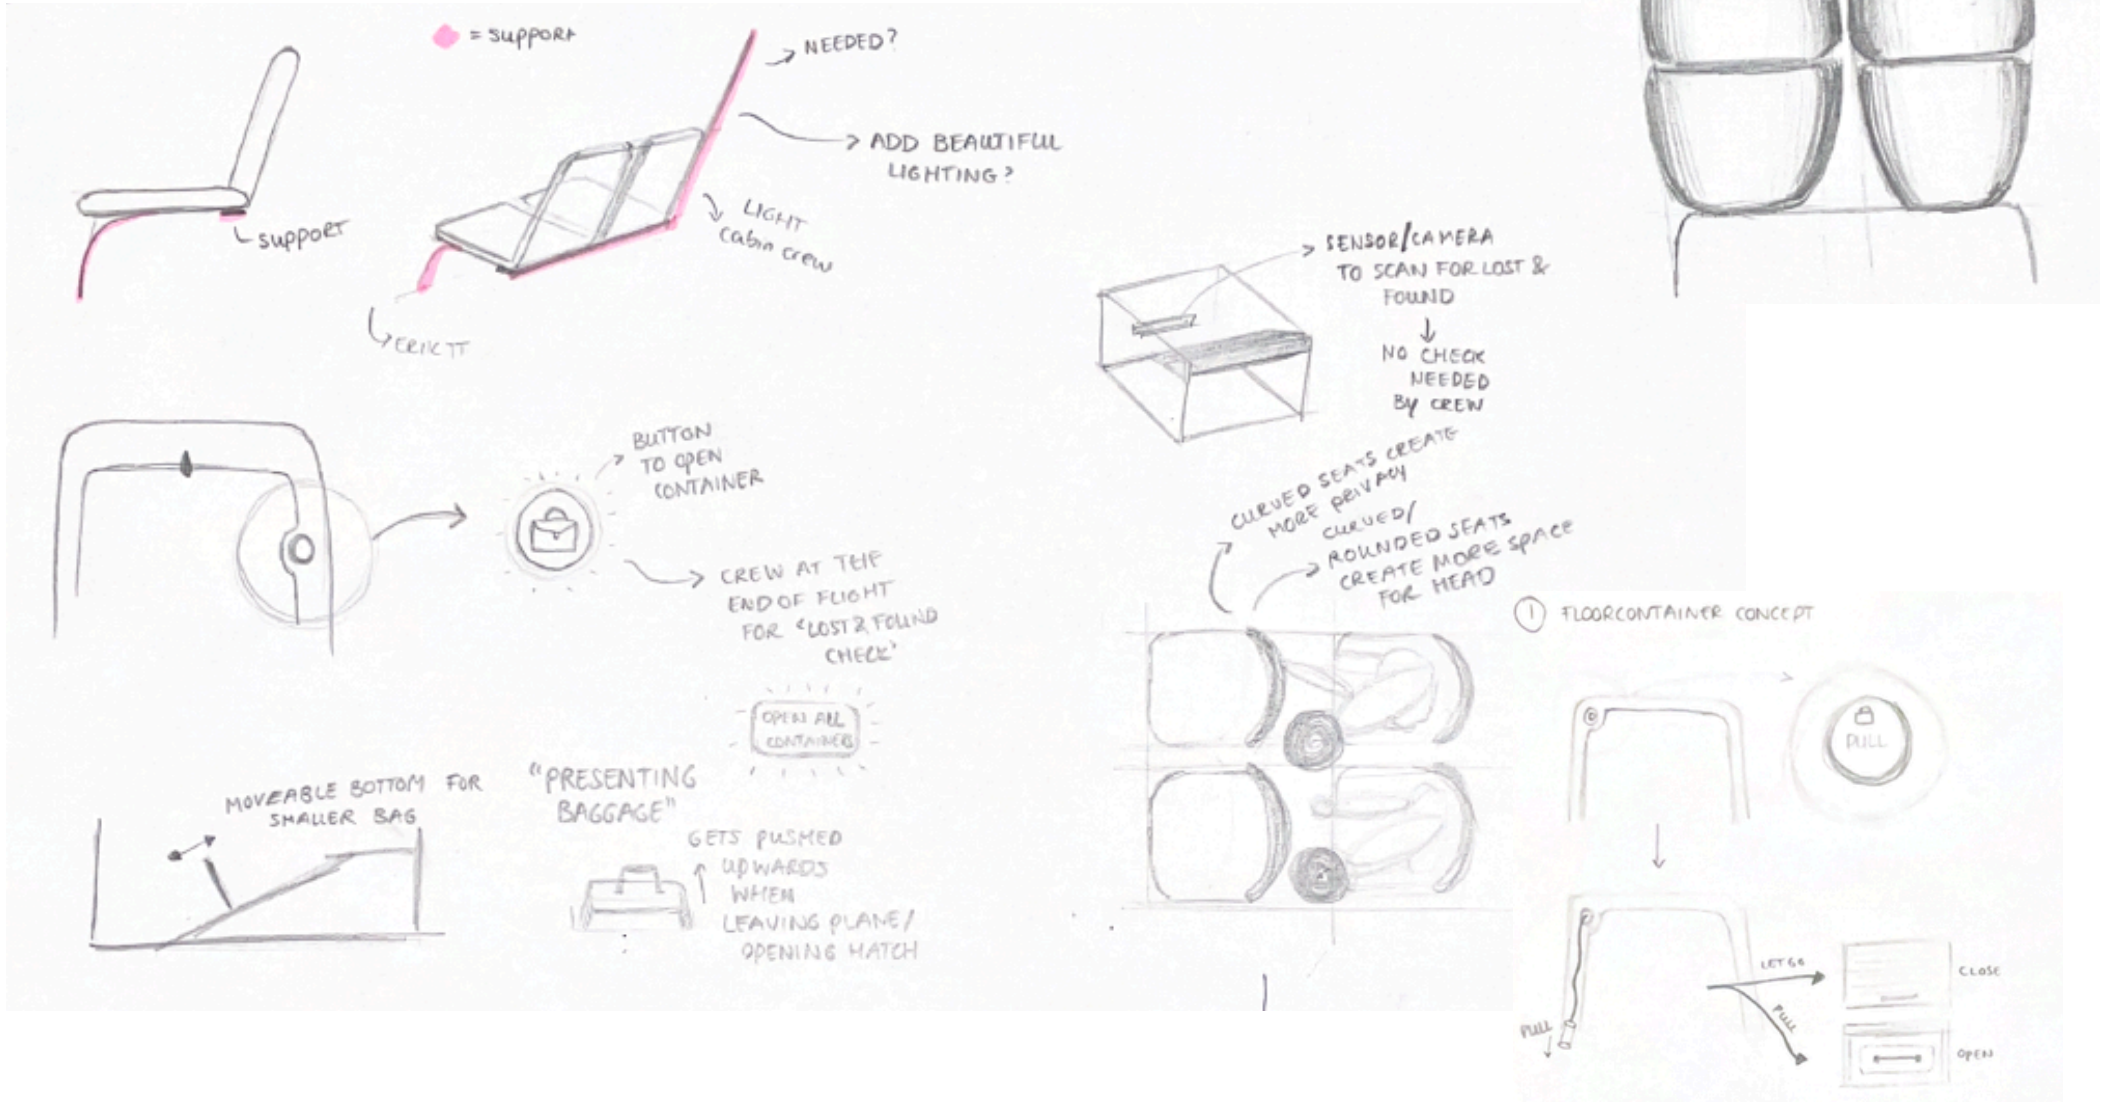 = SUPPORT
NEEDED?
ADD BEAUTIFUL
LIGHTING?
SUPPORT
LIGHT
cabin crew
SENSOR/CAMERA
TO SCAN FOR LOST &
FOUND
NO CHECK
NEEDED
BY CREW
BUTTON
TO OPEN
CONTAINER
CREW AT THE
END OF FLIGHT
FOR "LOST & FOUND
CHECK"
OPEN ALL
CONTAINERS
CURVED SEATS CREATE
MORE PRIVACY
CURVED/
ROUNDED SEATS
CREATE MORE SPACE
FOR HEAD
MOVEABLE BOTTOM FOR
SMALLER BAG
"PRESENTING
BAGGAGE"
GETS PUSHED
UPWARDS
WHEN
LEAVING PLANE/
OPENING HATCH
1 FLOORCONTAINER CONCEPT
PULL
LET GO
CLOSE
PULL
PULL
OPEN